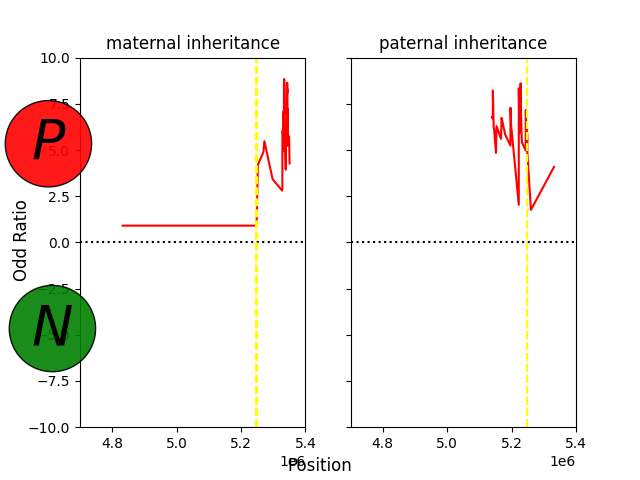 maternal inheritance paternal inheritance
10.0
7.5
P
5.0
2.5
Odd Ratio
0.0
−2.5
N
−7.5
−10.0
4.8 5.0 5.2 5.4 4.8 5.0 5.2 5.4
1e6 1e6
Position